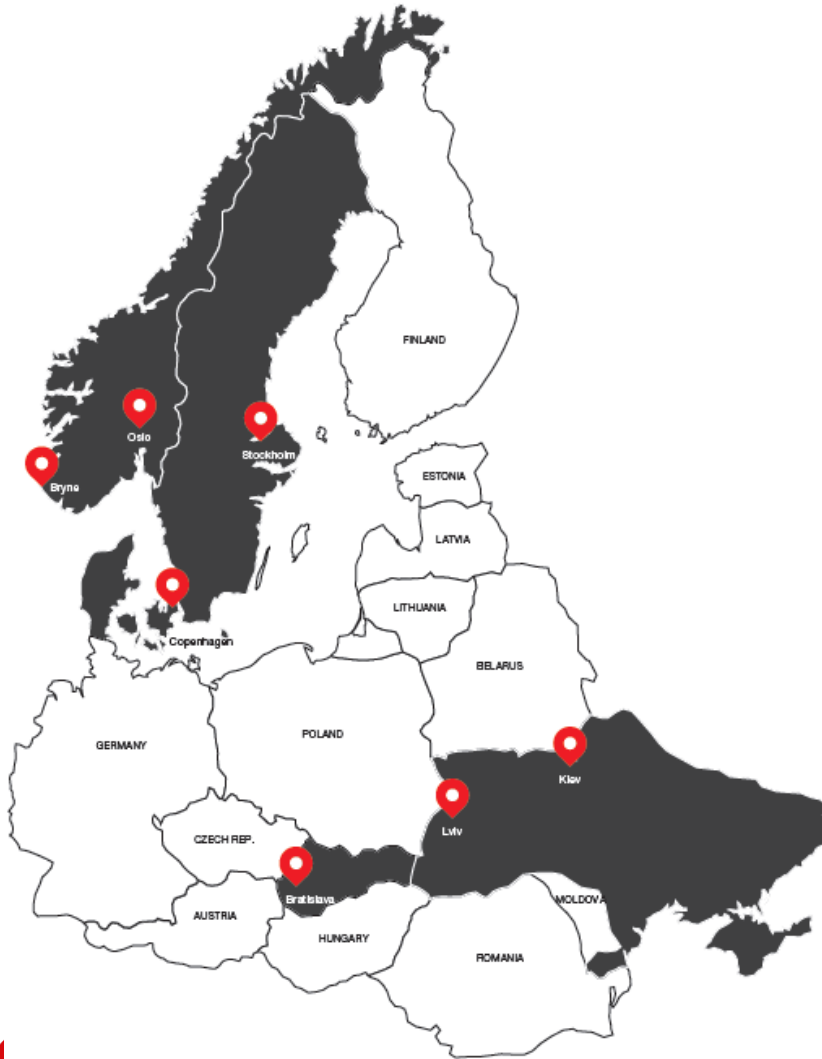 FINLAND
Oslo
Stockholm
Bryne
ESTONIA
LATVIA
LITHUANIA
Copenhagen
BELARUS
POLAND
GERMANY
Kiev
Lviv
CZECH REP.
Bratislava
MOLDOVA
AUSTRIA
HUNGARY
ROMANIA